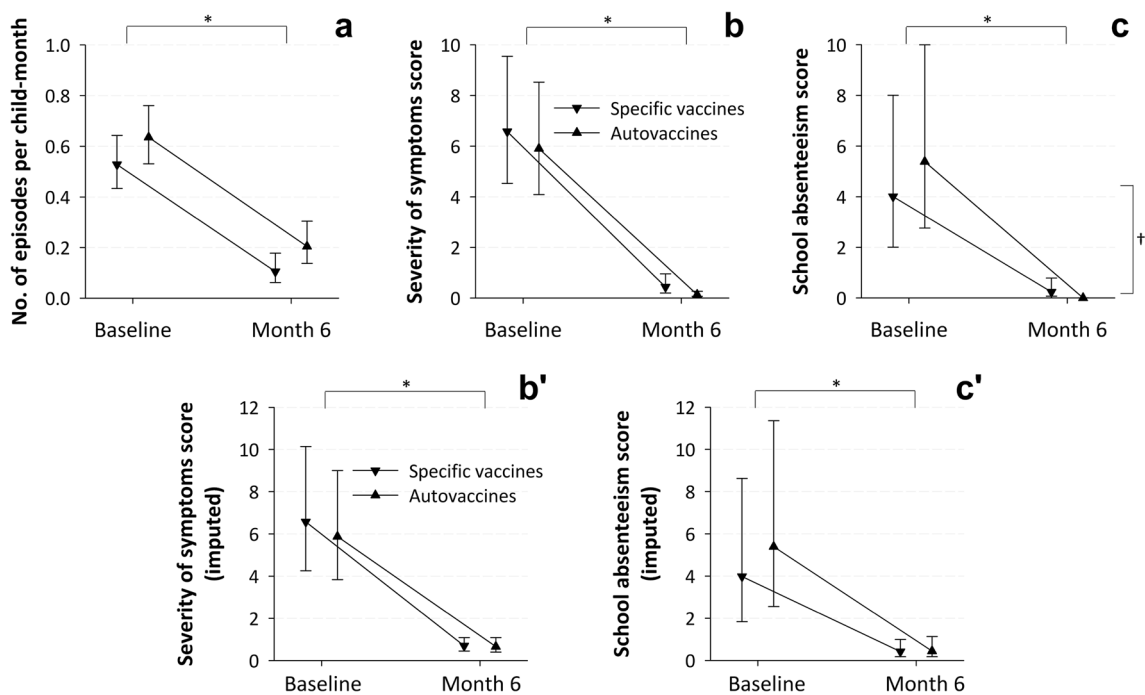 *
a
No. of episodes per child-month
1.0
0.8
0.6
0.4
0.2
0.0
Baseline Month 6
*
b
Severity of symptoms score
10
8
6
4
2
0
Specific vaccines
Autovaccines
Baseline Month 6
*
c
School absenteeism score
10
8
6
4
2
0
†
Baseline Month 6
*
b'
Severity of symptoms score
(imputed)
12
10
8
6
4
2
0
Specific vaccines
Autovaccines
Baseline Month 6
*
c'
School absenteeism score
(imputed)
12
10
8
6
4
2
0
Baseline Month 6